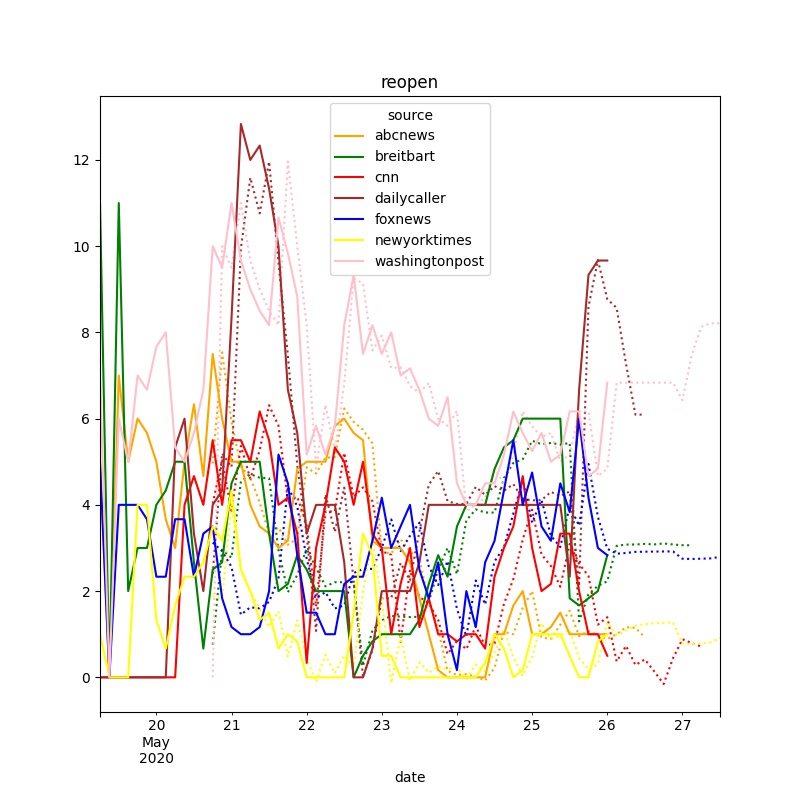 reopen
source
abcnews
breitbart
cnn
dailycaller
foxnews
newyorktimes
washingtonpost
12
10
8
6
4
2
0
20 21 22 23 24 25 26 27
May
2020
date